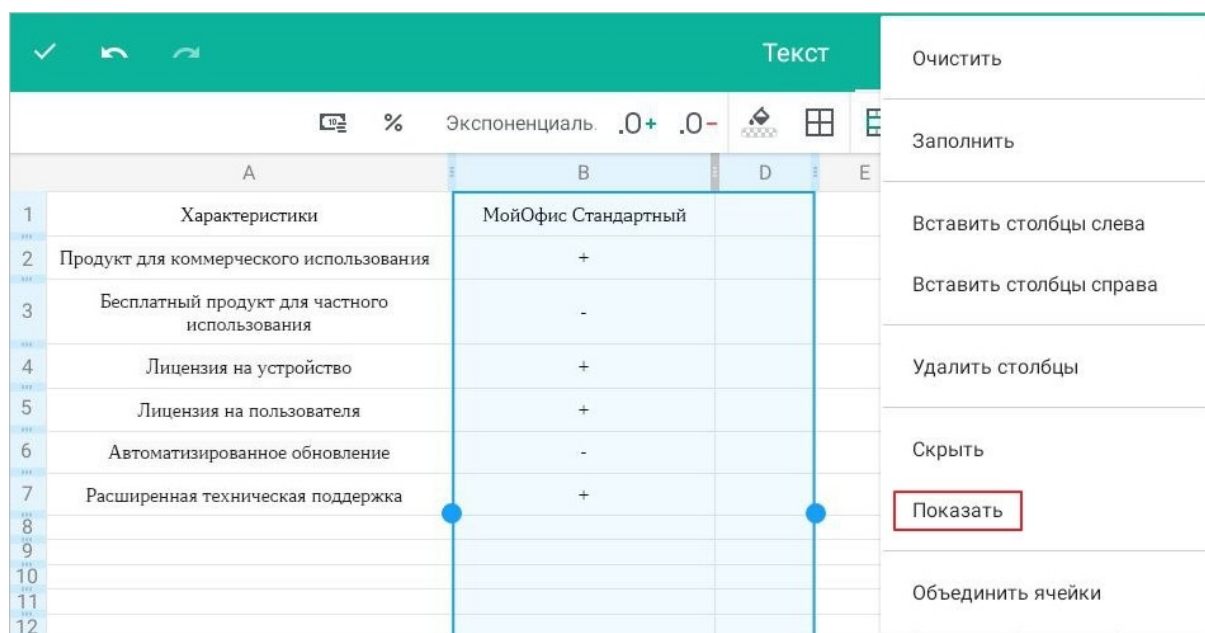 Текст
Экспоненциаль. .0+ .0-
A B D E
1 Характеристики МойОфис Стандартный
2 Продукт для коммерческого использования +
3 Бесплатный продукт для частного
использования -
4 Лицензия на устройство +
5 Лицензия на пользователя +
6 Автоматизированное обновление -
7 Расширенная техническая поддержка +
8
9
10
11
12
Очистить
Заполнить
Вставить столбцы слева
Вставить столбцы справа
Удалить столбцы
Скрыть
Показать
Объединить ячейки